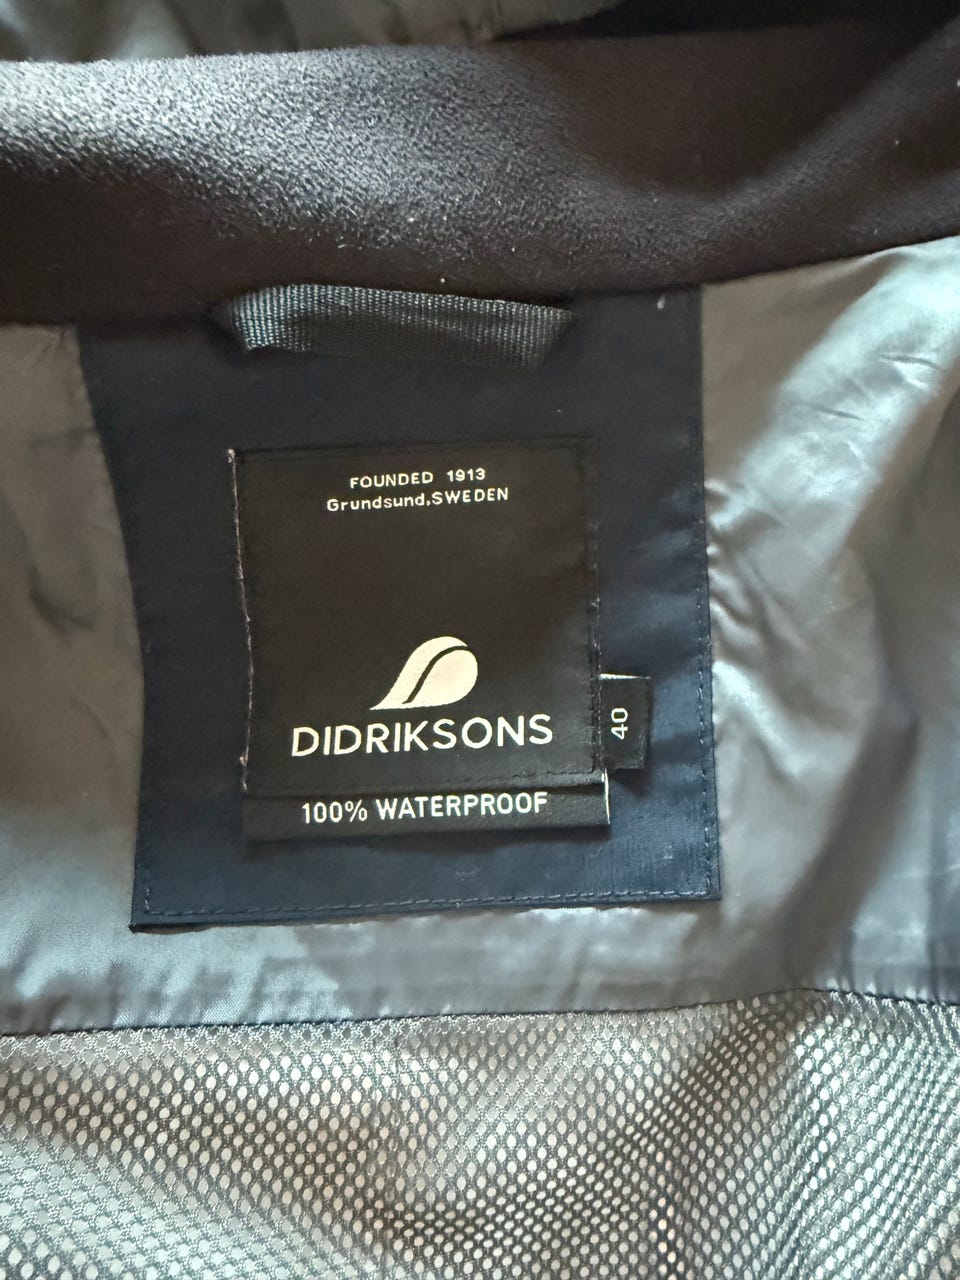 FOUNDED 1913
Grundsund,SWEDEN
DIDRIKSONS
40
100% WATERPROOF